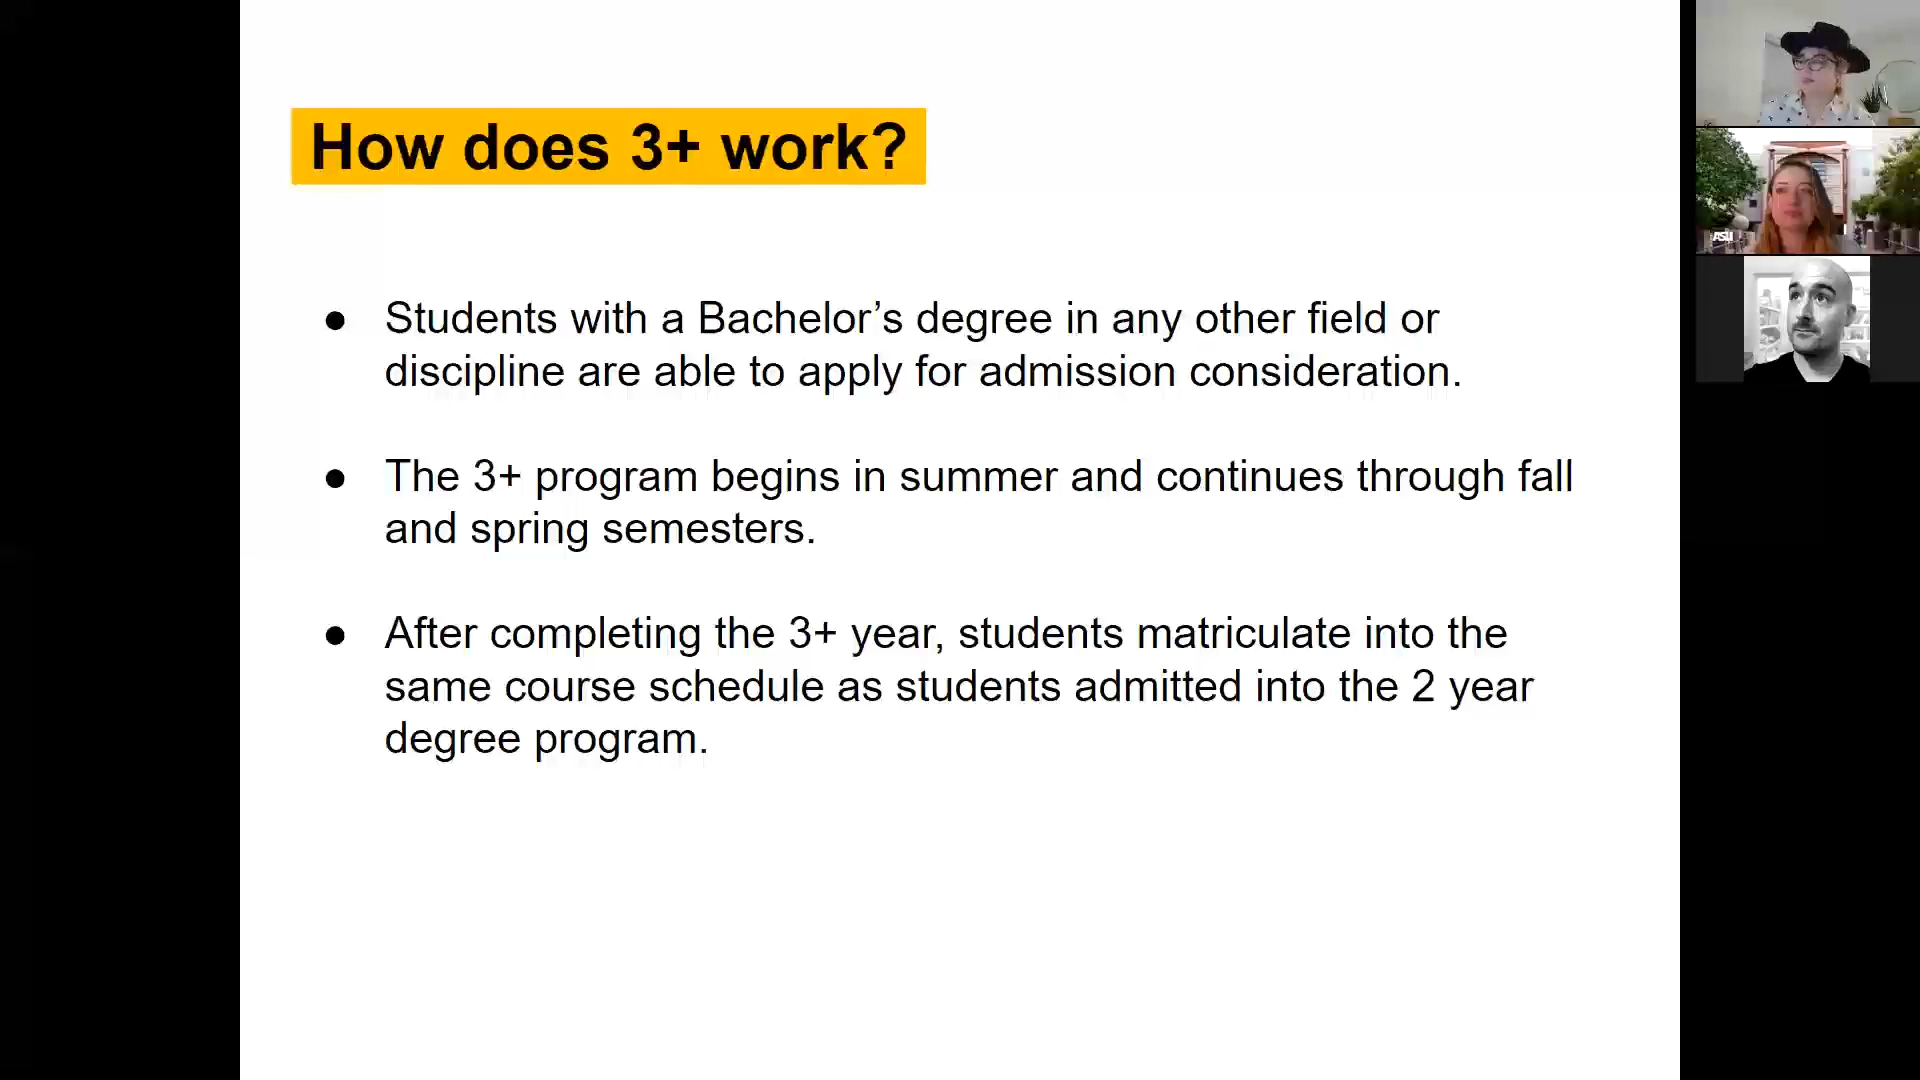 How does 3+ work?
● Students with a Bachelor’s degree in any other field or
discipline are able to apply for admission consideration.
● The 3+ program begins in summer and continues through fall
and spring semesters.
● After completing the 3+ year, students matriculate into the
same course schedule as students admitted into the 2 year
degree program.
ASU